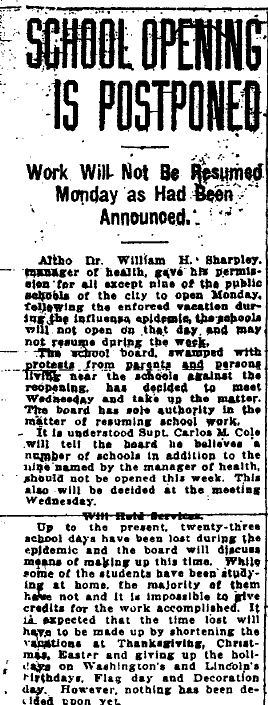 SCHOOL OPENING
IS POSTPONED
Work Will Not Be Resumed
Monday as Had Been
Announced.
Altho Dr. William H. Sharpley,
manager of health, gave his permis-
sion for all except nine of the public
schools of the city to open Monday,
following the enforced vacation dur-
ing the influenza epidemic, the schools
will not open on that day and may
not resume during the week.
The school board, swamped with
protests from parents and persons
living near the schools against the
reopening, has decided to meet
Wednesday and take up the matter.
The board has sole authority in the
matter of resuming school work.
It is understood Supt. Carlos M. Cole
will tell the board he believes a
number of schools in addition to the
nine named by the manager of health,
should not be opened this week. This
also will be decided at the meeting
Wednesday.
Will Hold Services.
Up to the present, twenty-three
school days have been lost during the
epidemic and the board will discuss
means of making up this time. While
some of the students have been study-
ing at home, the majority of them
have not and it is impossible to give
credits for the work accomplished. It
is expected that the time lost will
have to be made up by shortening the
vacations at Thanksgiving, Christ-
mas, Easter and giving up the holi-
days on Washington's and Lincoln's
birthdays, Flag day and Decoration
day. However, nothing has been de-
cided upon yet.